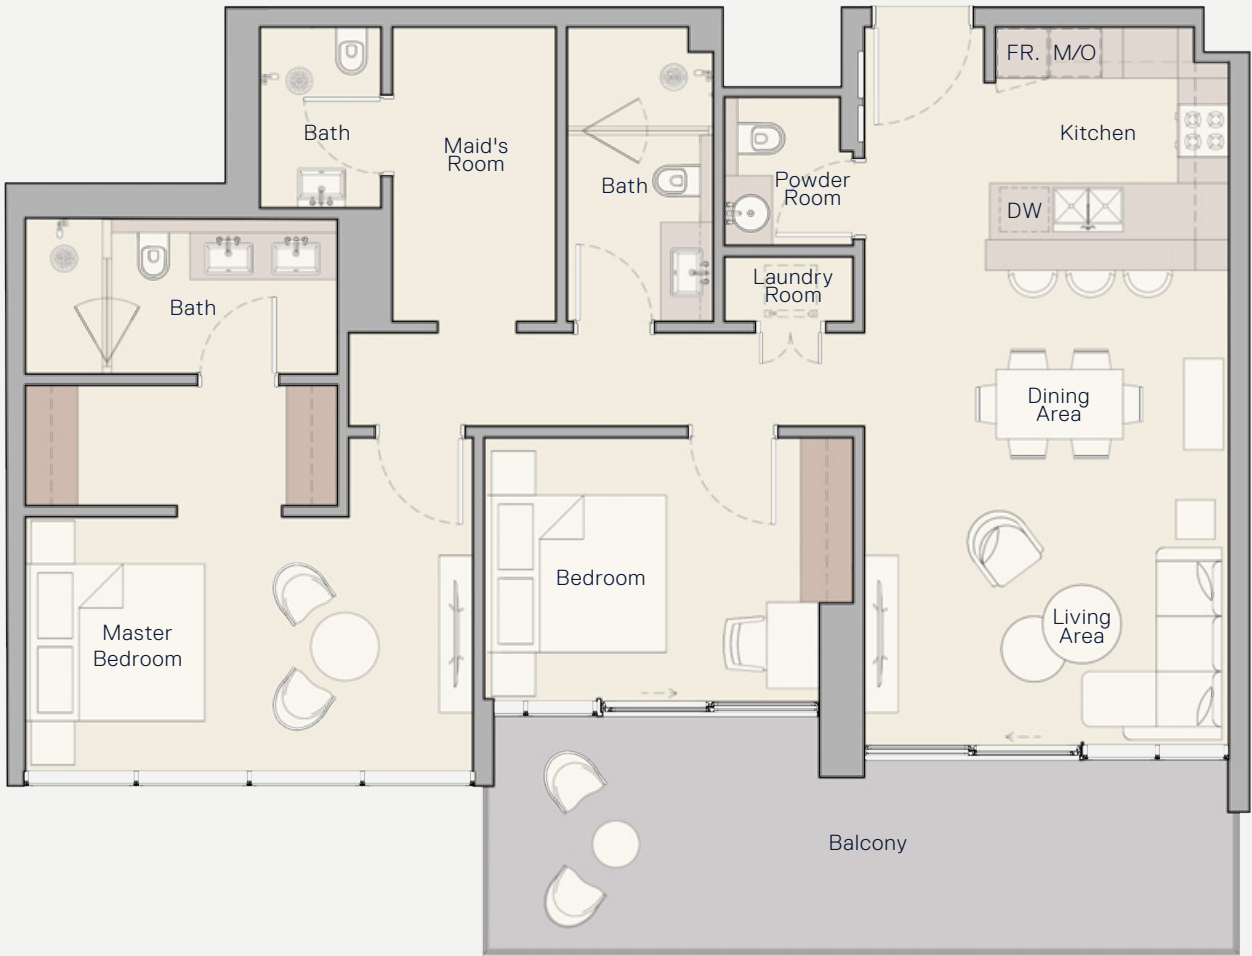 FR. M/O
Bath
Maid's
Room
Kitchen
Bath
Powder
Room
DW
Laundry
Room
Bath
Dining
Area
Bedroom
Living
Area
Master
Bedroom
Balcony